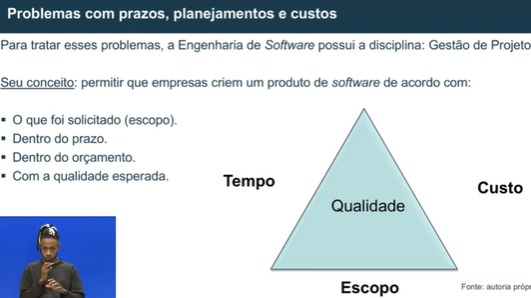 Problemas com prazos, planejamentos e custos
Para tratar esses problemas, a Engenharia de Software possui a disciplina: Gestão de Projeto
Seu conceito: permitir que empresas criem um produto de software de acordo com:
▪ O que foi solicitado (escopo).
▪ Dentro do prazo.
▪ Dentro do orçamento.
▪ Com a qualidade esperada.
Tempo
Custo
Qualidade
Escopo
Fonte: autoria próp